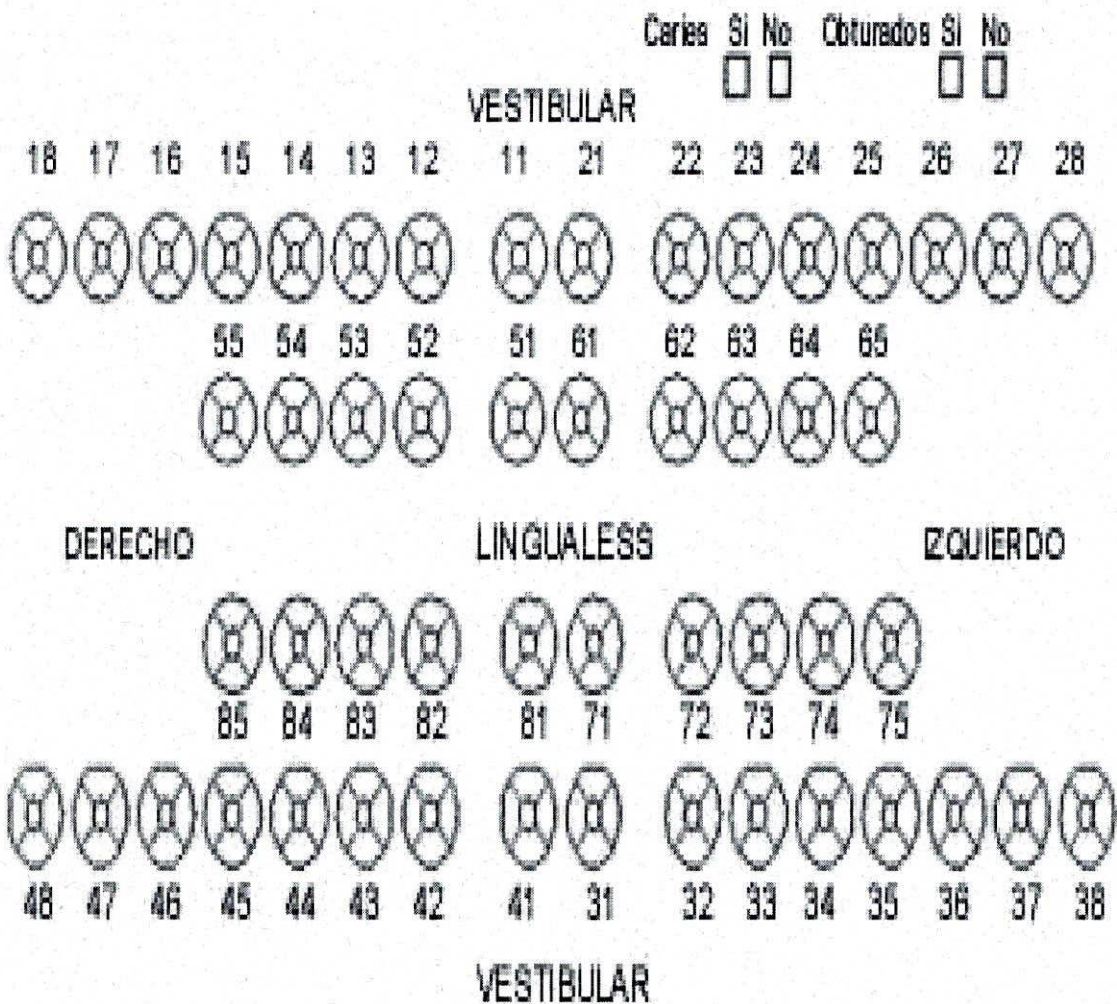 Caries Si No Obturados Si No
VESTIBULAR
18 17 16 15 14 13 12 11 21 22 23 24 25 26 27 28
55 54 53 52 51 61 62 63 64 65
DERECHO LINGUALESS IZQUIERDO
85 84 83 82 81 71 72 73 74 75
48 47 46 45 44 43 42 41 31 32 33 34 35 36 37 38
VESTIBULAR